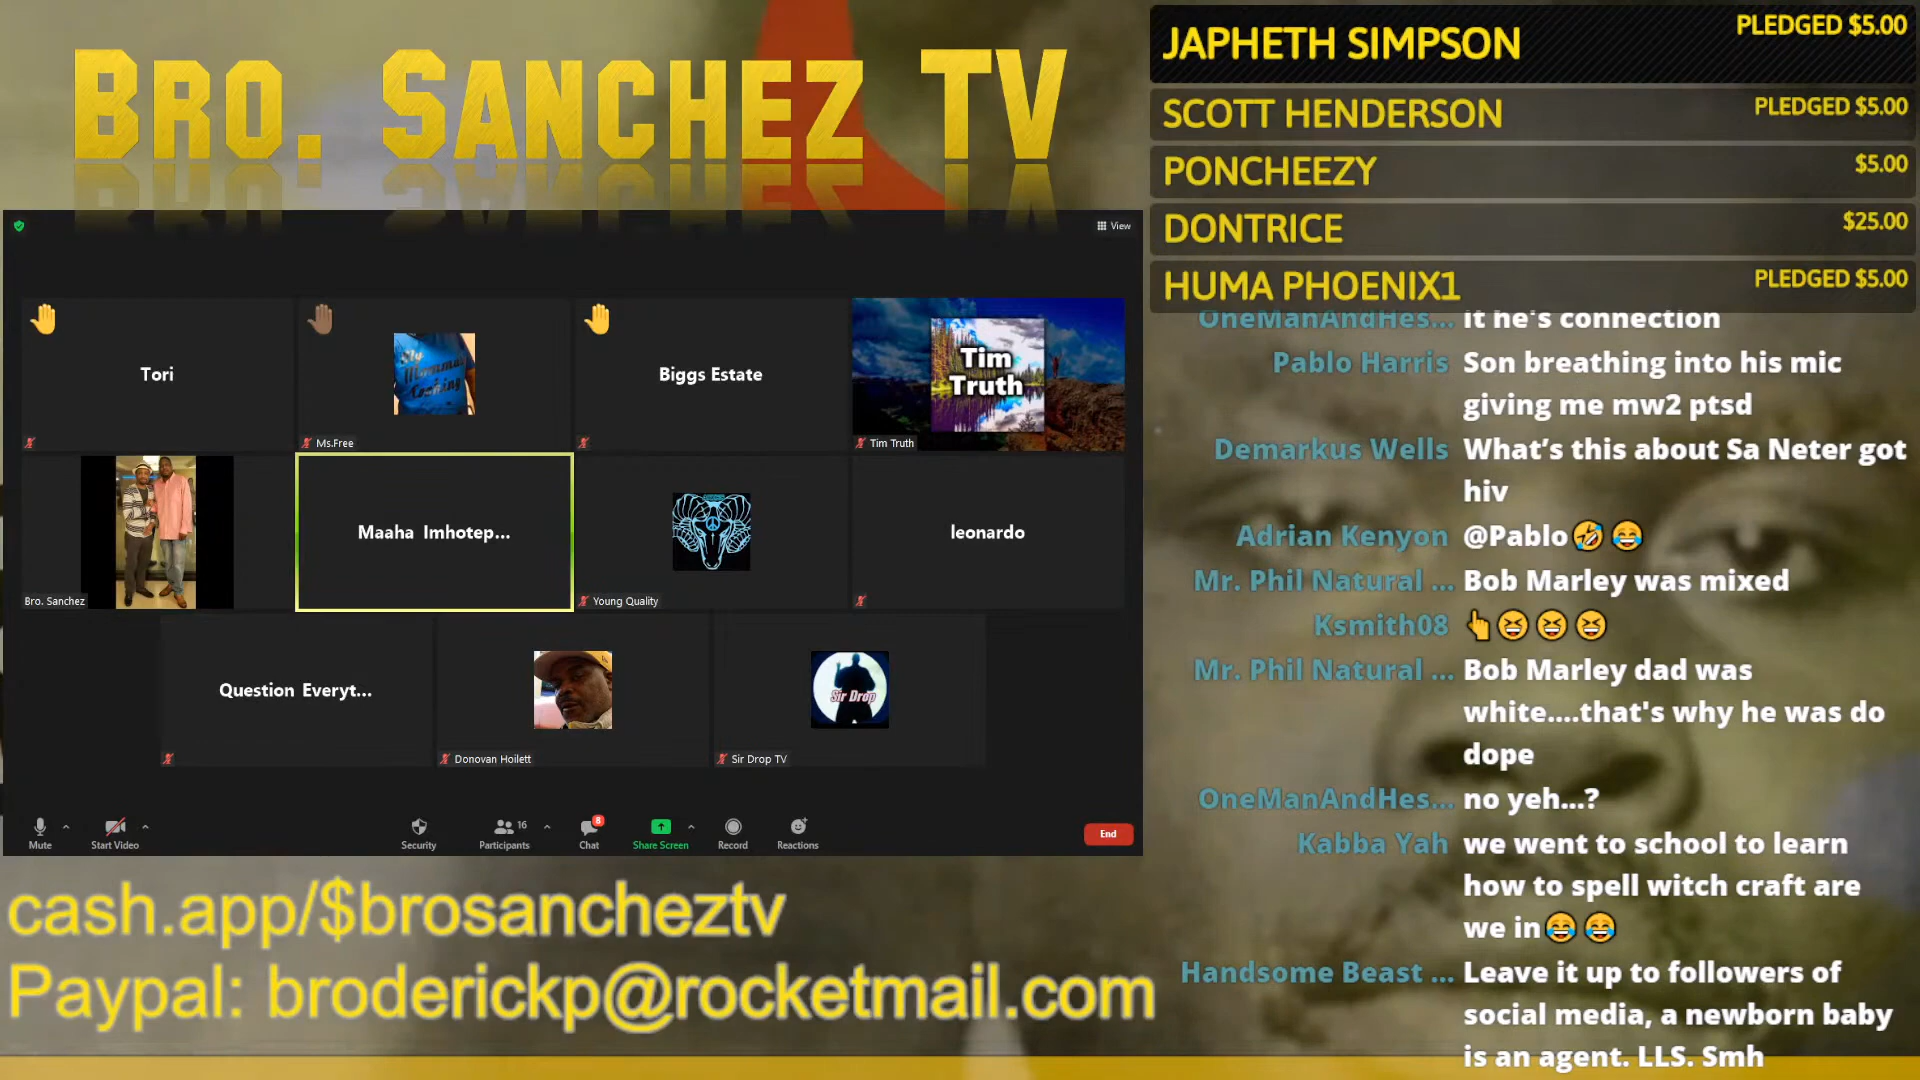 BRO. SANCHEZ TV
View
Tori
Ms.Free
Biggs Estate
Tim
Truth
Tim Truth
Bro. Sanchez
Maaha Imhotep...
Young Quality
leonardo
Question Everyt...
Donovan Hoilett
Sir Drop
Sir Drop TV
Mute
Start Video
Security
16
Participants
8
Chat
Share Screen
Record
Reactions
End
cash.app/$brosancheztv
Paypal: broderickp@rocketmail.com
JAPHETH SIMPSON PLEDGED $5.00
SCOTT HENDERSON PLEDGED $5.00
PONCHEEZY $5.00
DONTRICE $25.00
HUMA PHOENIX1 PLEDGED $5.00
OneManAndHes... it he's connection
Pablo Harris Son breathing into his mic
giving me mw2 ptsd
Demarkus Wells What’s this about Sa Neter got
hiv
Adrian Kenyon @Pablo🤣😂
Mr. Phil Natural ... Bob Marley was mixed
Ksmith08 👆😆😆😆
Mr. Phil Natural ... Bob Marley dad was
white....that's why he was do
dope
OneManAndHes... no yeh...?
Kabba Yah we went to school to learn
how to spell witch craft are
we in😂😂
Handsome Beast ... Leave it up to followers of
social media, a newborn baby
is an agent. LLS. Smh